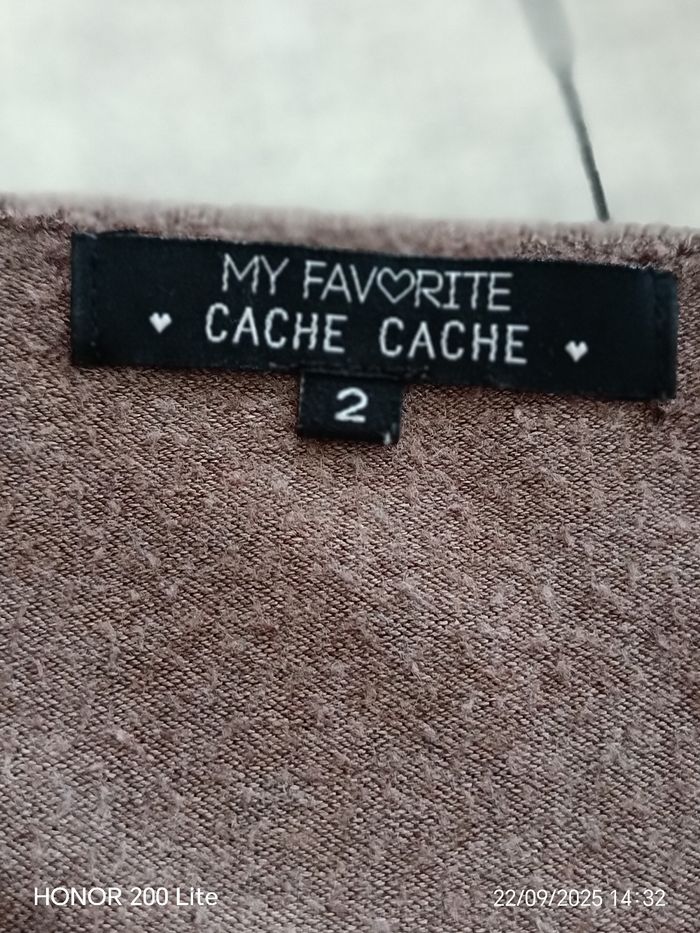 MY FAVORITE
CACHE CACHE
2
HONOR 200 Lite
22/09/2025 14:32